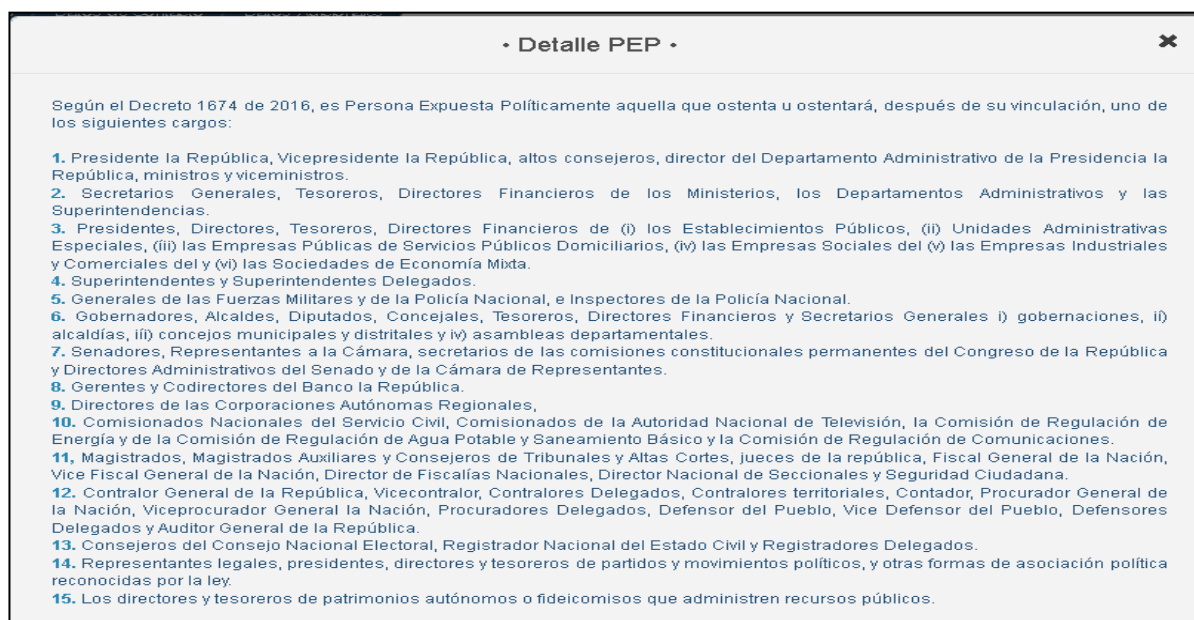 • Detalle PEP •
✖
Según el Decreto 1674 de 2016, es Persona Expuesta Políticamente aquella que ostenta u ostentará, después de su vinculación, uno de
los siguientes cargos:
1. Presidente la República, Vicepresidente la República, altos consejeros, director del Departamento Administrativo de la Presidencia la
República, ministros y viceministros.
2. Secretarios Generales, Tesoreros, Directores Financieros de los Ministerios, los Departamentos Administrativos y las
Superintendencias.
3. Presidentes, Directores, Tesoreros, Directores Financieros de (i) los Establecimientos Públicos, (ii) Unidades Administrativas
Especiales, (íii) las Empresas Públicas de Servicios Públicos Domiciliarios, (iv) las Empresas Sociales del (v) las Empresas Industriales
y Comerciales del y (vi) las Sociedades de Economía Mixta.
4. Superintendentes y Superintendentes Delegados.
5. Generales de las Fuerzas Militares y de la Policía Nacional, e Inspectores de la Policía Nacional.
6. Gobernadores, Alcaldes, Diputados, Concejales, Tesoreros, Directores Financieros y Secretarios Generales i) gobernaciones, ií)
alcaldías, iíi) concejos municipales y distritales y iv) asambleas departamentales.
7. Senadores, Representantes a la Cámara, secretarios de las comisiones constitucionales permanentes del Congreso de la República
y Directores Administrativos del Senado y de la Cámara de Representantes.
8. Gerentes y Codirectores del Banco la República.
9. Directores de las Corporaciones Autónomas Regionales,
10. Comisionados Nacionales del Servicio Civil, Comisionados de la Autoridad Nacional de Televisión, la Comisión de Regulación de
Energía y de la Comisión de Regulación de Agua Potable y Saneamiento Básico y la Comisión de Regulación de Comunicaciones.
11, Magistrados, Magistrados Auxiliares y Consejeros de Tribunales y Altas Cortes, jueces de la república, Fiscal General de la Nación,
Vice Fiscal General de la Nación, Director de Fiscalías Nacionales, Director Nacional de Seccionales y Seguridad Ciudadana.
12. Contralor General de la República, Vicecontralor, Contralores Delegados, Contralores territoriales, Contador, Procurador General de
la Nación, Viceprocurador General la Nación, Procuradores Delegados, Defensor del Pueblo, Vice Defensor del Pueblo, Defensores
Delegados y Auditor General de la República.
13. Consejeros del Consejo Nacional Electoral, Registrador Nacional del Estado Civil y Registradores Delegados.
14. Representantes legales, presidentes, directores y tesoreros de partidos y movimientos políticos, y otras formas de asociación política
reconocidas por la ley.
15. Los directores y tesoreros de patrimonios autónomos o fideicomisos que administren recursos públicos.